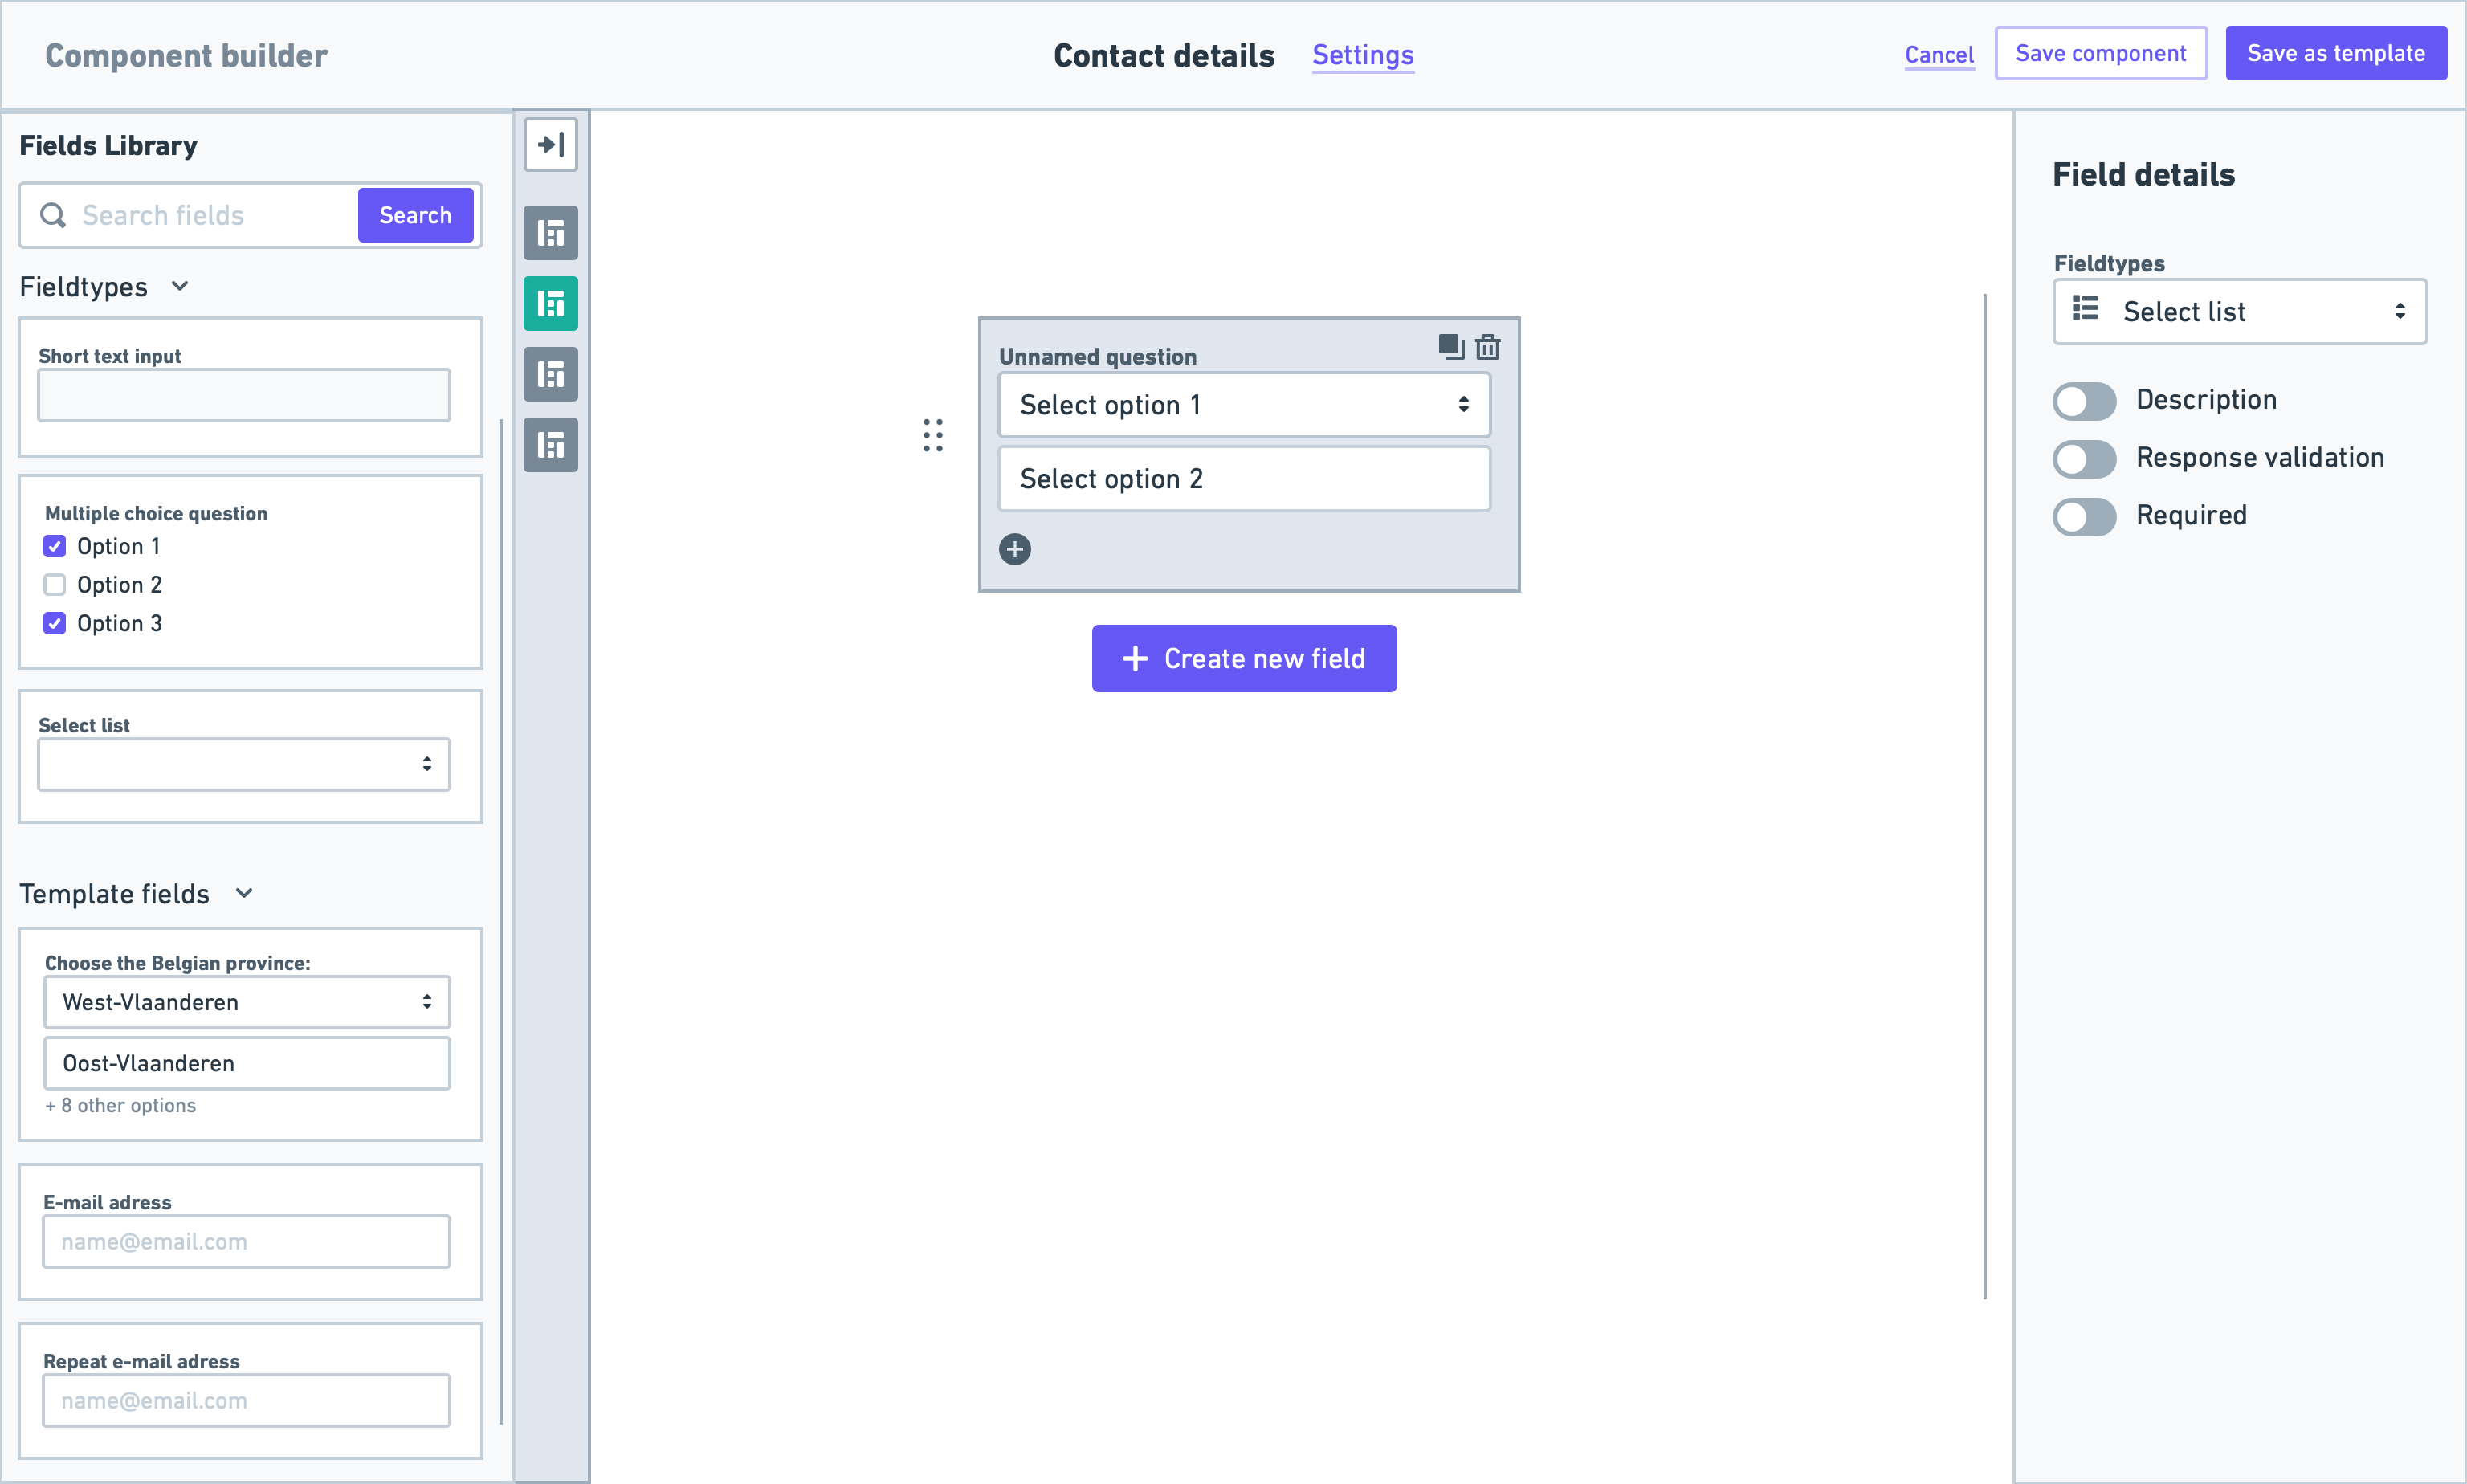 Component builder
Contact details
Settings
Cancel
Save component
Save as template
Fields Library
Search fields
Search
Fieldtypes
Short text input
Multiple choice question
Option 1
Option 2
Option 3
Select list
Template fields
Choose the Belgian province:
West-Vlaanderen
Oost-Vlaanderen
+ 8 other options
E-mail adress
name@email.com
Repeat e-mail adress
name@email.com
Unnamed question
Select option 1
Select option 2
Create new field
Field details
Fieldtypes
Select list
Description
Response validation
Required